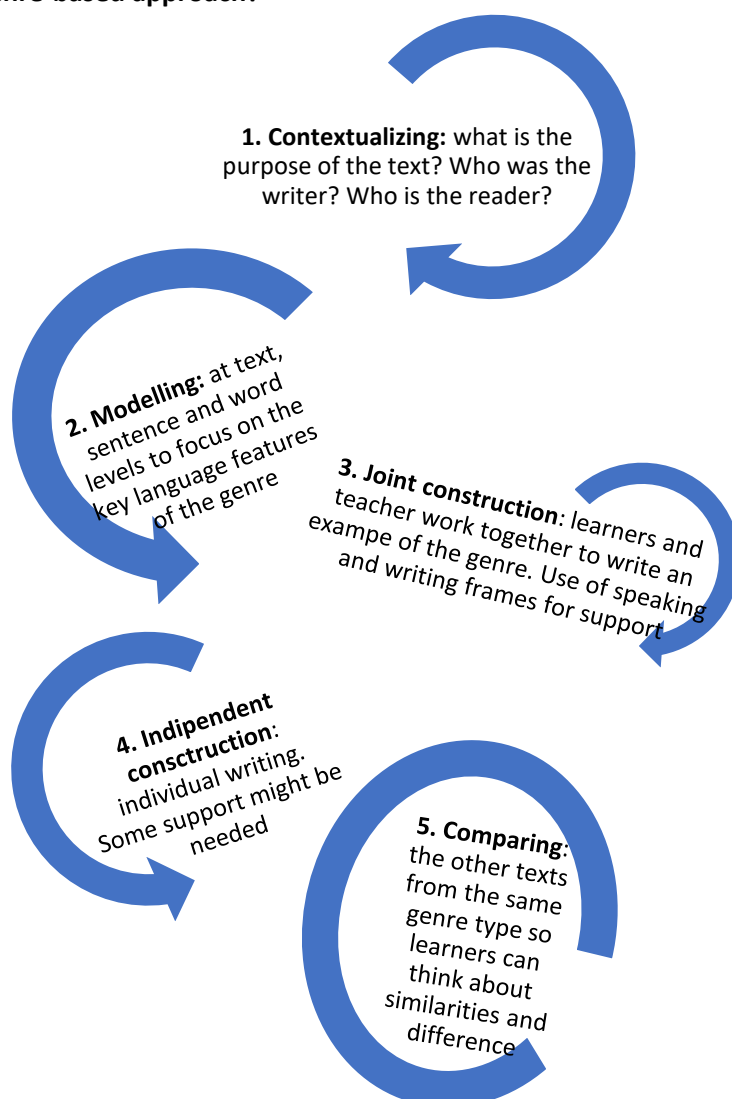 1. Contextualizing: what is the
purpose of the text? Who was the
writer? Who is the reader?
2. Modelling: at text,
sentence and word
levels to focus on the
key language features
of the genre
3. Joint construction: learners and
teacher work together to write an
exampe of the genre. Use of speaking
and writing frames for support
4. Indipendent
consctruction:
individual writing.
Some support might be
needed
5. Comparing:
the other texts
from the same
genre type so
learners can
think about
similarities and
difference